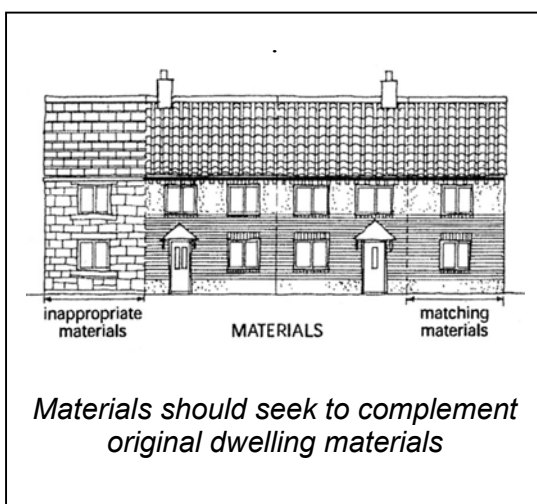 inappropriate
materials
MATERIALS
matching
materials
Materials should seek to complement
original dwelling materials